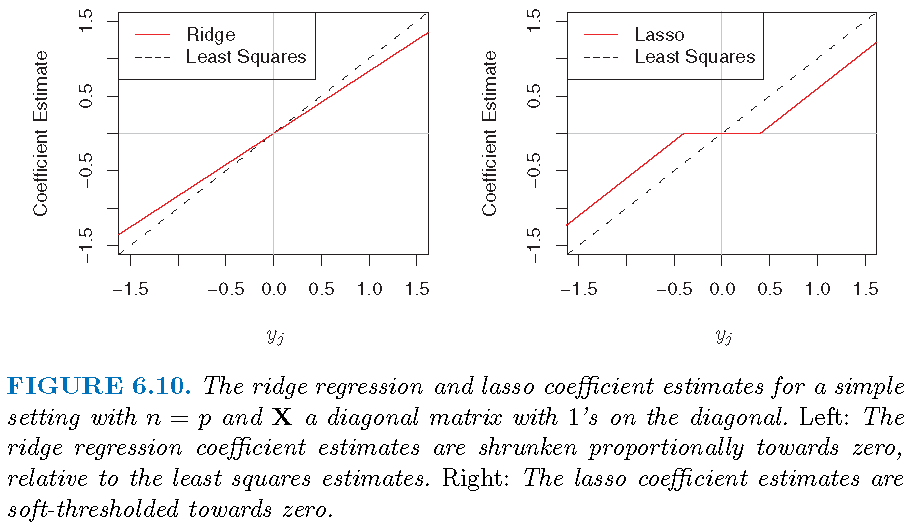 Ridge
Least Squares
Coefficient Estimate
1.5
0.5
−0.5
−1.5
−1.5
−0.5
0.0
0.5
1.0
1.5
y_j
Lasso
Least Squares
Coefficient Estimate
1.5
0.5
−0.5
−1.5
−1.5
−0.5
0.0
0.5
1.0
1.5
y_j
FIGURE 6.10. The ridge regression and lasso coefficient estimates for a simple
setting with n = p and X a diagonal matrix with 1's on the diagonal. Left: The
ridge regression coefficient estimates are shrunken proportionally towards zero,
relative to the least squares estimates. Right: The lasso coefficient estimates are
soft-thresholded towards zero.